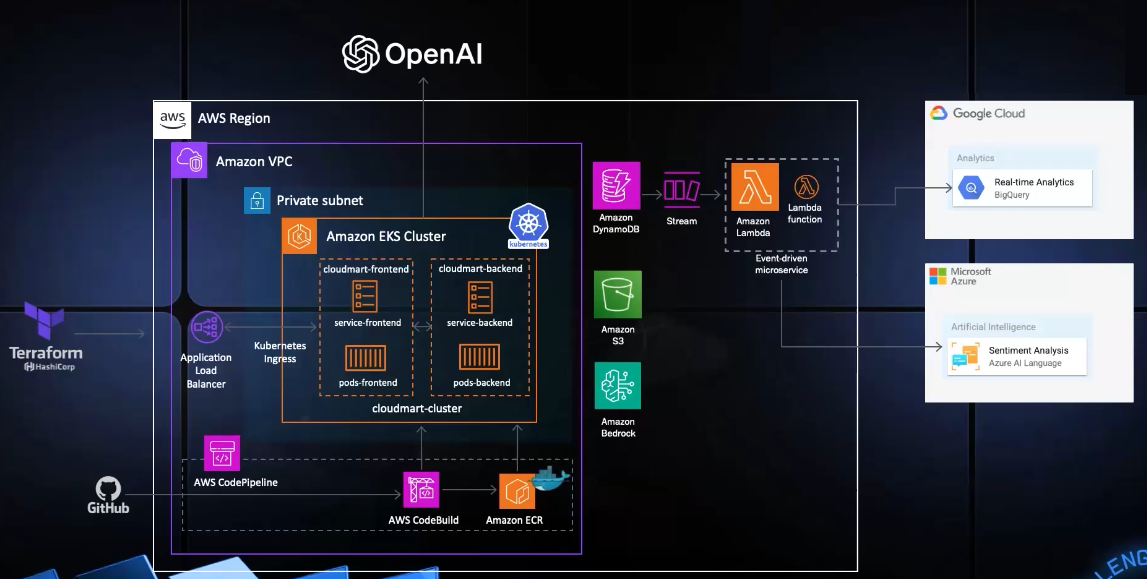 OpenAI
aws
AWS Region
Amazon VPC
Private subnet
Amazon EKS Cluster
kubernetes
cloudmart-frontend
cloudmart-backend
service-frontend
service-backend
pods-frontend
pods-backend
cloudmart-cluster
Terraform
HashiCorp
Application
Load
Balancer
Kubernetes
Ingress
AWS CodePipeline
GitHub
AWS CodeBuild
Amazon ECR
Amazon
DynamoDB
Stream
Amazon
Lambda
Lambda
function
Event-driven
microservice
Amazon
S3
Amazon
Bedrock
Google Cloud
Analytics
Real-time Analytics
BigQuery
Microsoft
Azure
Artificial Intelligence
Sentiment Analysis
Azure AI Language